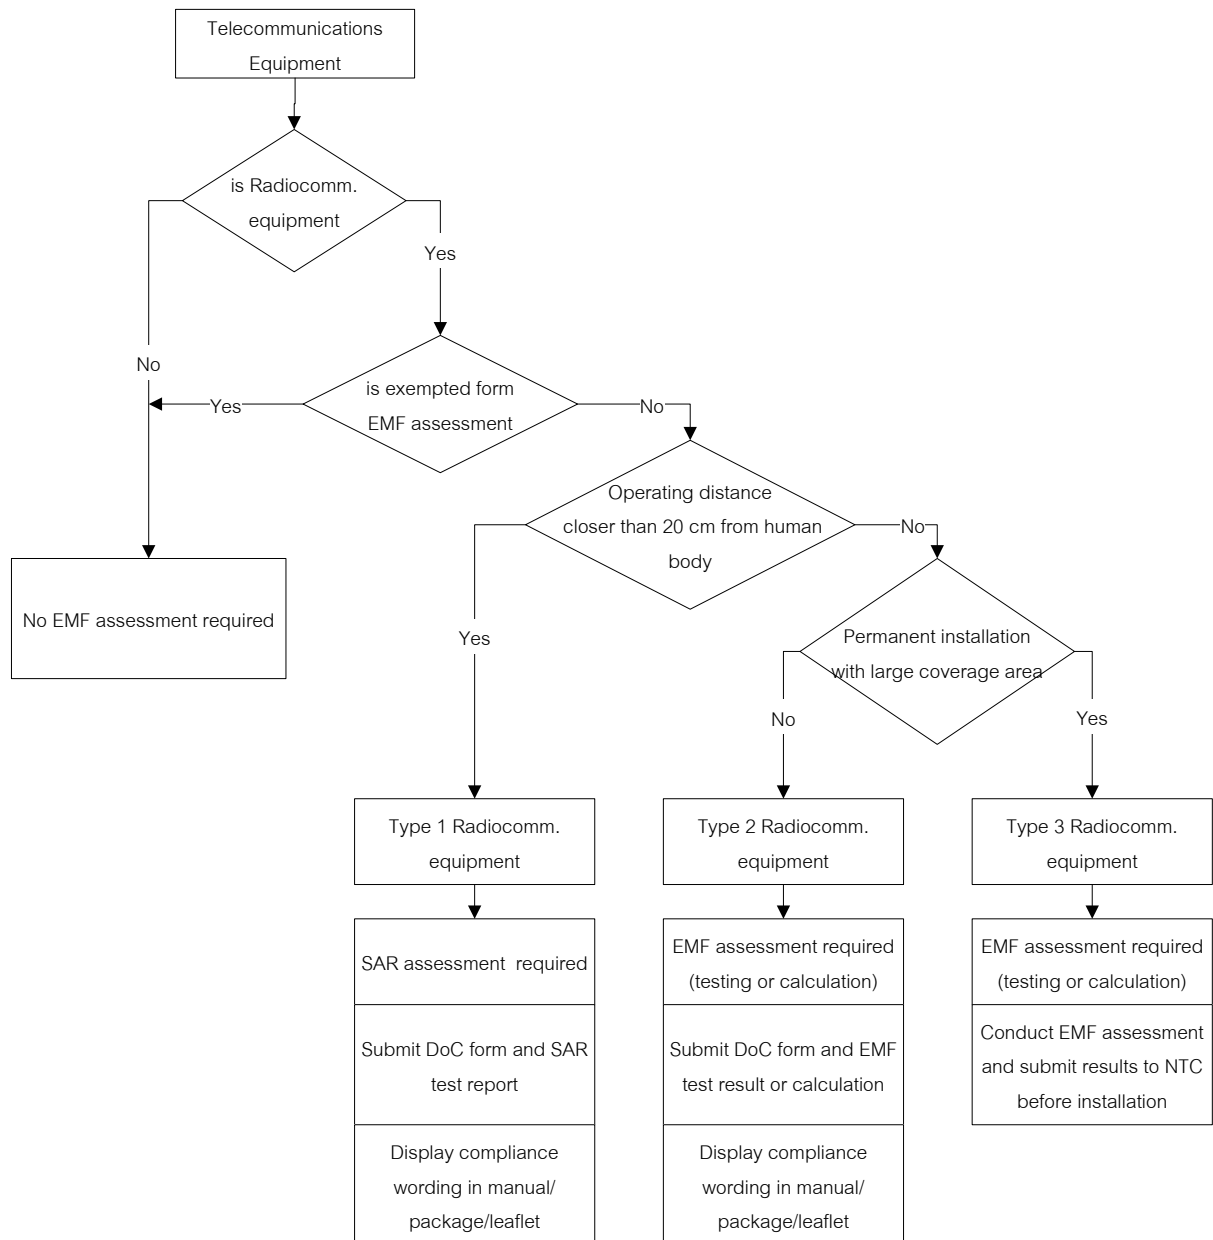 Telecommunications
Equipment
is Radiocomm.
equipment
Yes
No
is exempted form
EMF assessment
Yes
No
Operating distance
closer than 20 cm from human
body
No
Yes
No EMF assessment required
Permanent installation
with large coverage area
No
Yes
Type 1 Radiocomm.
equipment
Type 2 Radiocomm.
equipment
Type 3 Radiocomm.
equipment
SAR assessment required
EMF assessment required
(testing or calculation)
EMF assessment required
(testing or calculation)
Submit DoC form and SAR
test report
Submit DoC form and EMF
test result or calculation
Conduct EMF assessment
and submit results to NTC
before installation
Display compliance
wording in manual/
package/leaflet
Display compliance
wording in manual/
package/leaflet